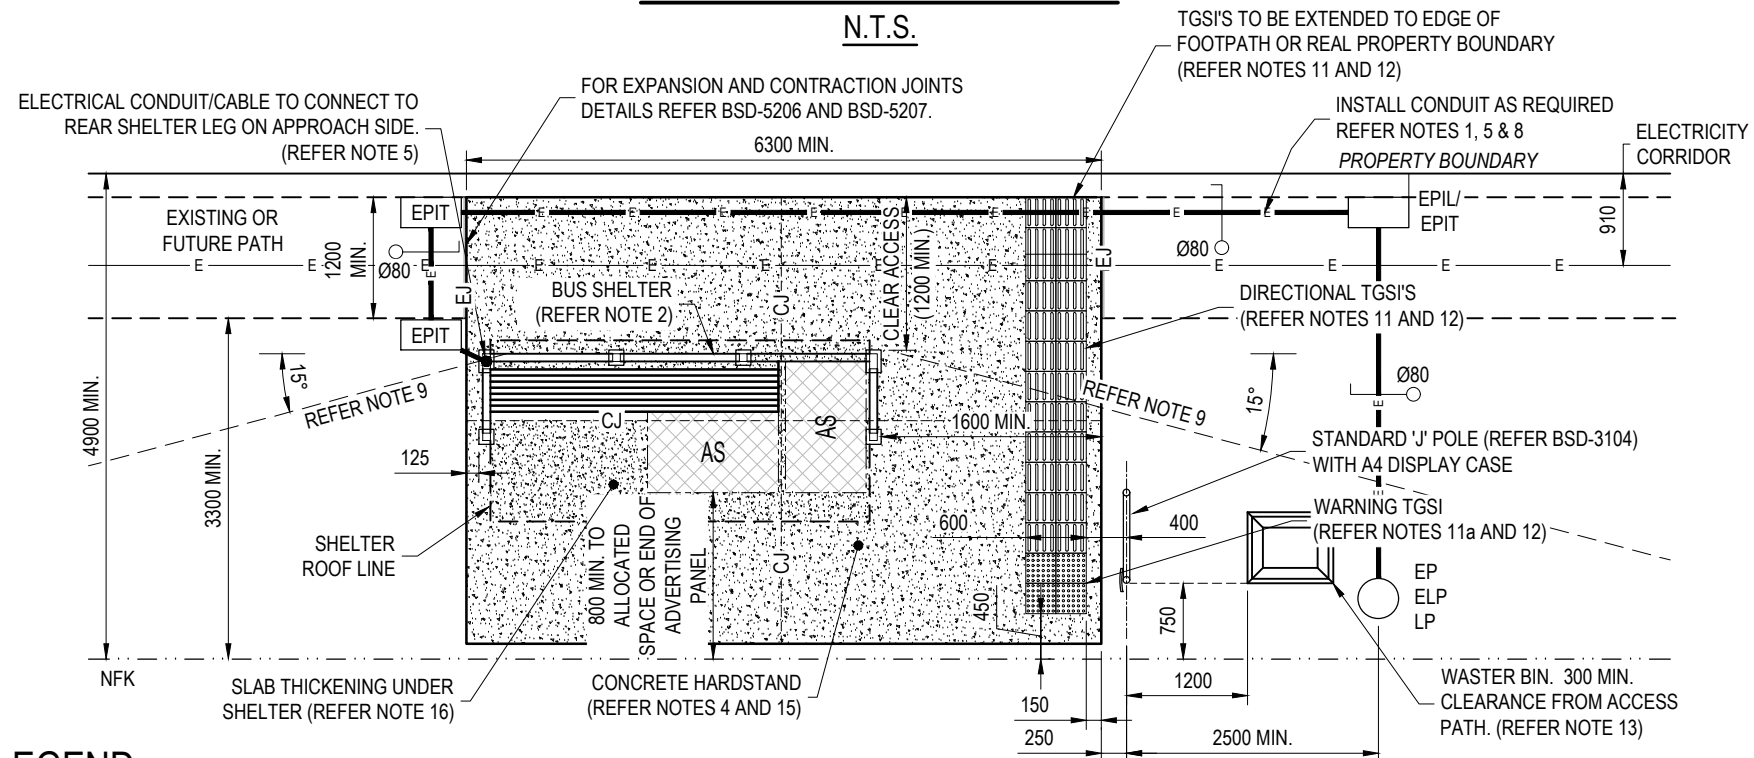 N.T.S.
TGSI'S TO BE EXTENDED TO EDGE OF
FOOTPATH OR REAL PROPERTY BOUNDARY
(REFER NOTES 11 AND 12)
FOR EXPANSION AND CONTRACTION JOINTS
DETAILS REFER BSD-5206 AND BSD-5207.
ELECTRICAL CONDUIT/CABLE TO CONNECT TO
REAR SHELTER LEG ON APPROACH SIDE.
(REFER NOTE 5)
INSTALL CONDUIT AS REQUIRED
REFER NOTES 1, 5 & 8
PROPERTY BOUNDARY
ELECTRICITY
CORRIDOR
6300 MIN.
EXISTING OR
FUTURE PATH
1200
MIN.
EPIT
E E E E E E E E E
EPIL/
EPIT
910
CLEAR ACCESS
(1200 MIN.)
Ø80
E
Ø80
E E E E E E E E E E E E
EJ
EJ
CJ
BUS SHELTER
(REFER NOTE 2)
DIRECTIONAL TGSI'S
(REFER NOTES 11 AND 12)
EPIT
15°
REFER NOTE 9
REFER NOTE 9
15°
Ø80
E
4900 MIN.
3300 MIN.
CJ
AS
AS
1600 MIN.
125
STANDARD 'J' POLE (REFER BSD-3104)
WITH A4 DISPLAY CASE
WARNING TGSI
(REFER NOTES 11a AND 12)
600
400
SHELTER
ROOF LINE
800 MIN. TO
ALLOCATED
SPACE OR END OF
ADVERTISING
PANEL
CJ
450
750
EP
ELP
LP
NFK
SLAB THICKENING UNDER
SHELTER (REFER NOTE 16)
CONCRETE HARDSTAND
(REFER NOTES 4 AND 15)
1200
WASTER BIN. 300 MIN.
CLEARANCE FROM ACCESS
PATH. (REFER NOTE 13)
150
250
2500 MIN.
EGEND